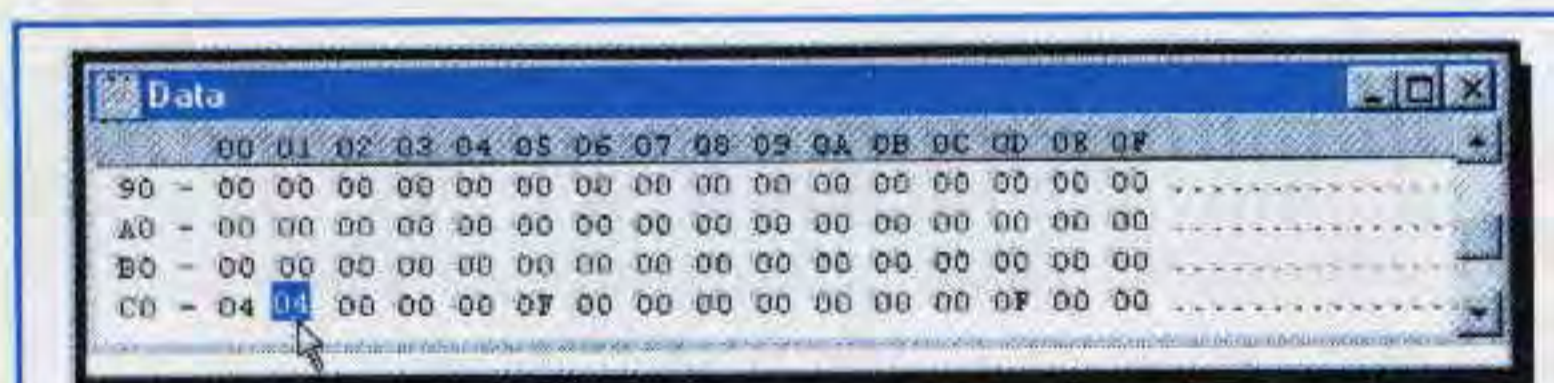 Data
00 01 02 03 04 05 06 07 08 09 0A 0B 0C 0D 0E 0F
90 - 00 00 00 00 00 00 00 00 00 00 00 00 00 00 00 00 ................
A0 - 00 00 00 00 00 00 00 00 00 00 00 00 00 00 00 00 ................
B0 - 00 00 00 00 00 00 00 00 00 00 00 00 00 00 00 00 ................
C0 - 04 04 00 00 00 0F 00 00 00 00 00 00 00 0F 00 00 ................